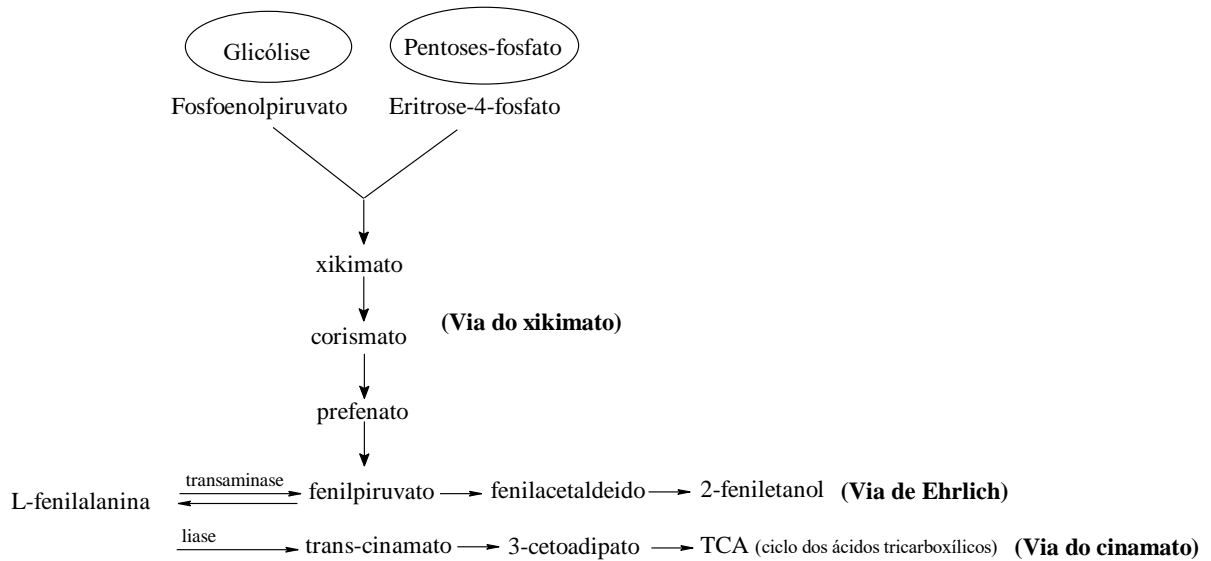 Glicólise Pentoses-fosfato
Fosfoenolpiruvato Eritrose-4-fosfato
xikimato
(Via do xikimato)
corismato
prefenato
transaminase
L-fenilalanina fenilpiruvato fenilacetaldeido 2-feniletanol (Via de Ehrlich)
liase
trans-cinamato 3-cetoadipato TCA (ciclo dos ácidos tricarboxílicos) (Via do cinamato)